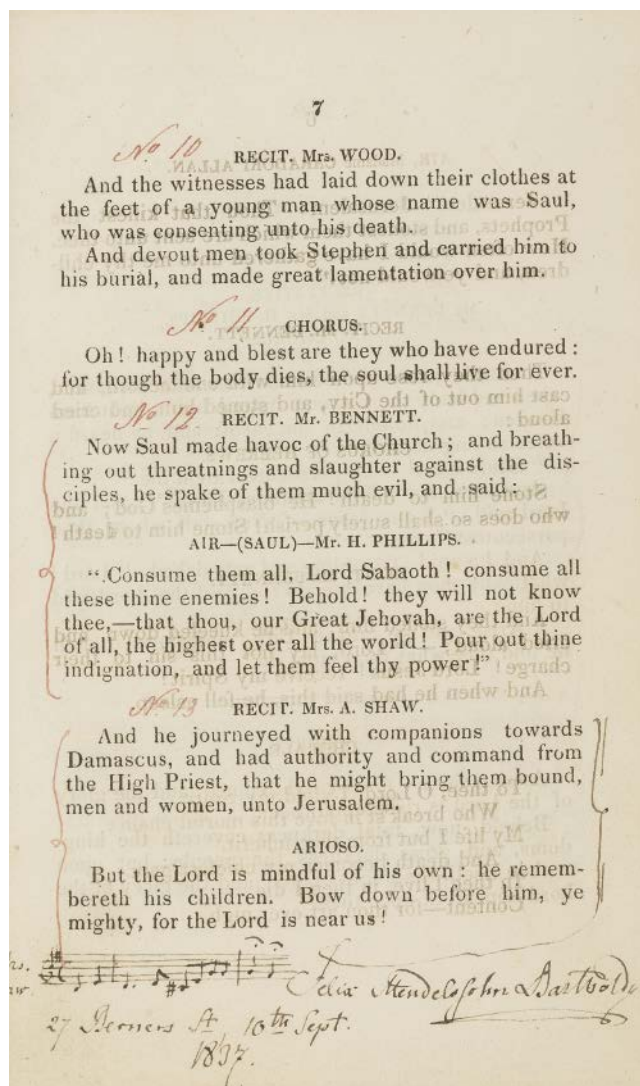 7
No. 10 RECIT. Mrs. WOOD.
And the witnesses had laid down their clothes at
the feet of a young man whose name was Saul,
who was consenting unto his death.
And devout men took Stephen and carried him to
his burial, and made great lamentation over him.
No. 11 CHORUS.
Oh! happy and blest are they who have endured:
for though the body dies, the soul shall live for ever.
No. 12. RECIT. Mr. BENNETT.
Now Saul made havoc of the Church; and breath-
ing out threatnings and slaughter against the dis-
ciples, he spake of them much evil, and said:
AIR—(SAUL)—Mr. H. PHILLIPS.
"Consume them all, Lord Sabaoth! consume all
these thine enemies! Behold! they will not know
thee,—that thou, our Great Jehovah, are the Lord
of all, the highest over all the world! Pour out thine
indignation, and let them feel thy power!"
No. 13 RECIT. Mrs. A. SHAW.
And he journeyed with companions towards
Damascus, and had authority and command from
the High Priest, that he might bring them bound,
men and women, unto Jerusalem.
ARIOSO.
But the Lord is mindful of his own: he remem-
bereth his children. Bow down before him, ye
mighty, for the Lord is near us!
Felix Mendelssohn Bartholdy
27 Berners St, 10th Sept.
1837.